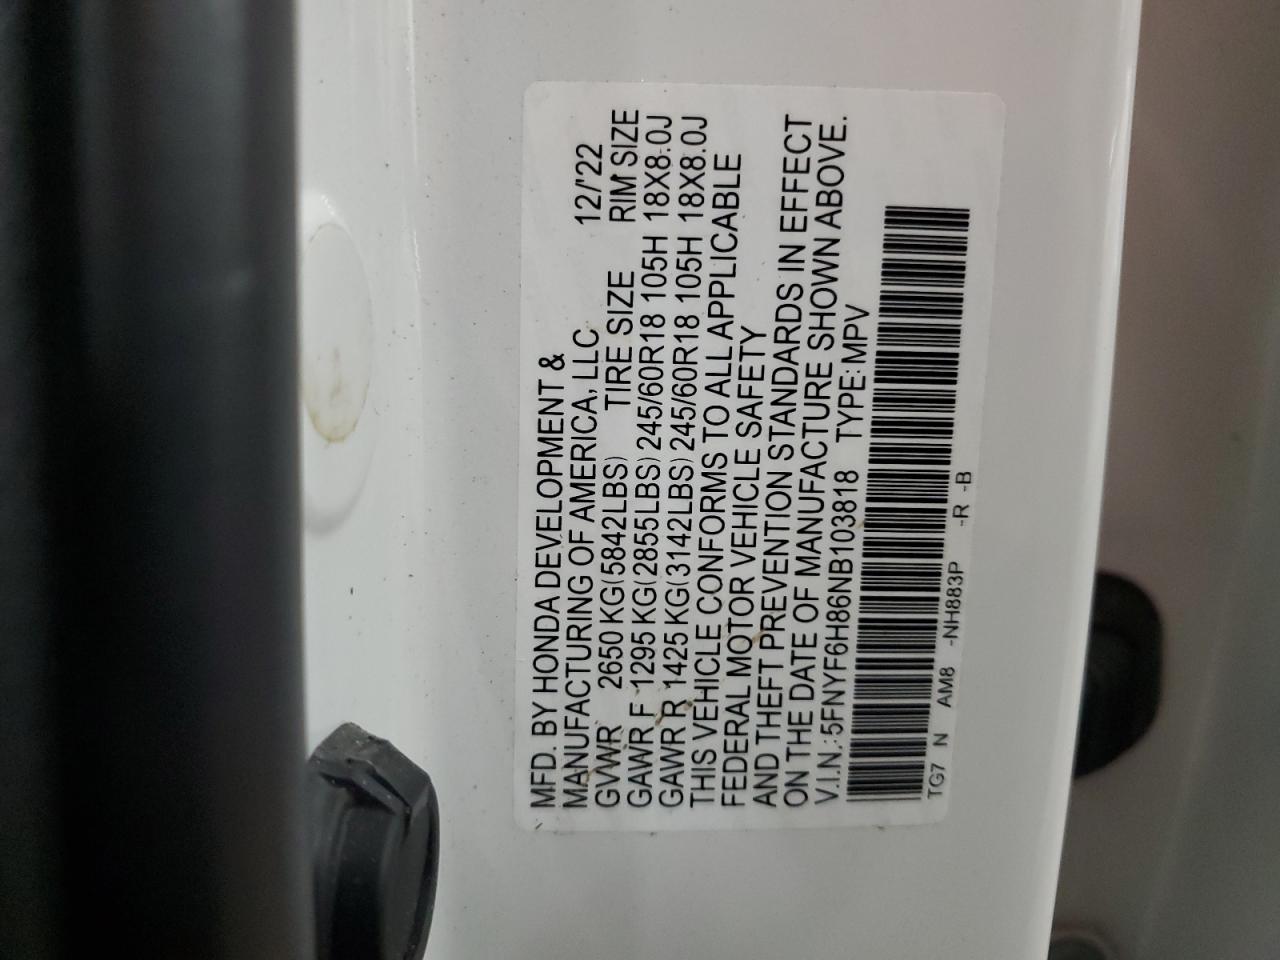 MFD. BY HONDA DEVELOPMENT &
MANUFACTURING OF AMERICA, LLC 12/'22
GVWR 2650 KG(5842LBS) TIRE SIZE RIM SIZE
GAWR F 1295 KG(2855LBS) 245/60R18 105H 18X8.0J
GAWR R 1425 KG(3142LBS) 245/60R18 105H 18X8.0J
THIS VEHICLE CONFORMS TO ALL APPLICABLE
FEDERAL MOTOR VEHICLE SAFETY
AND THEFT PREVENTION STANDARDS IN EFFECT
ON THE DATE OF MANUFACTURE SHOWN ABOVE.
V.I.N.:5FNYF6H86NB103818 TYPE:MPV
TG7 N AM8 -NH883P -R -B